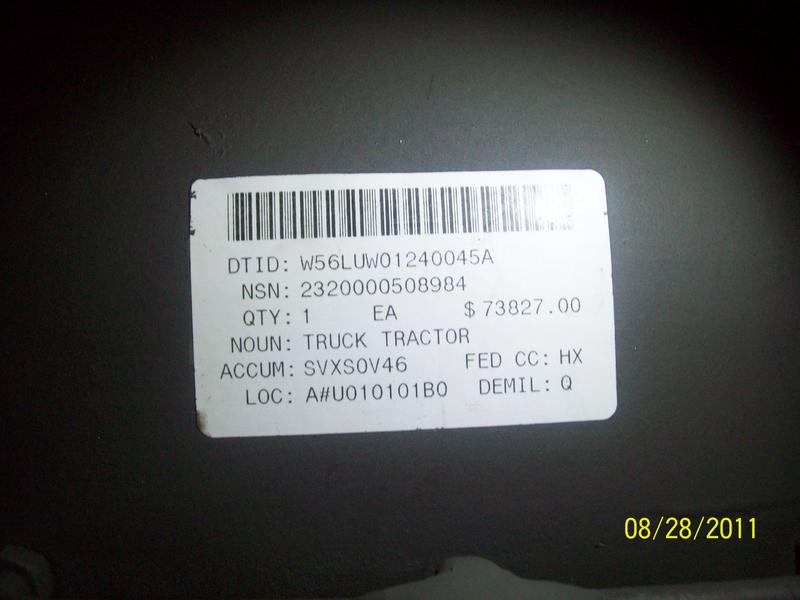 DTID: W56LUW01240045A
NSN: 2320000508984
QTY: 1 EA $73827.00
NOUN: TRUCK TRACTOR
ACCUM: SVXS0V46 FED CC: HX
LOC: A#U010101B0 DEMIL: Q
08/28/2011